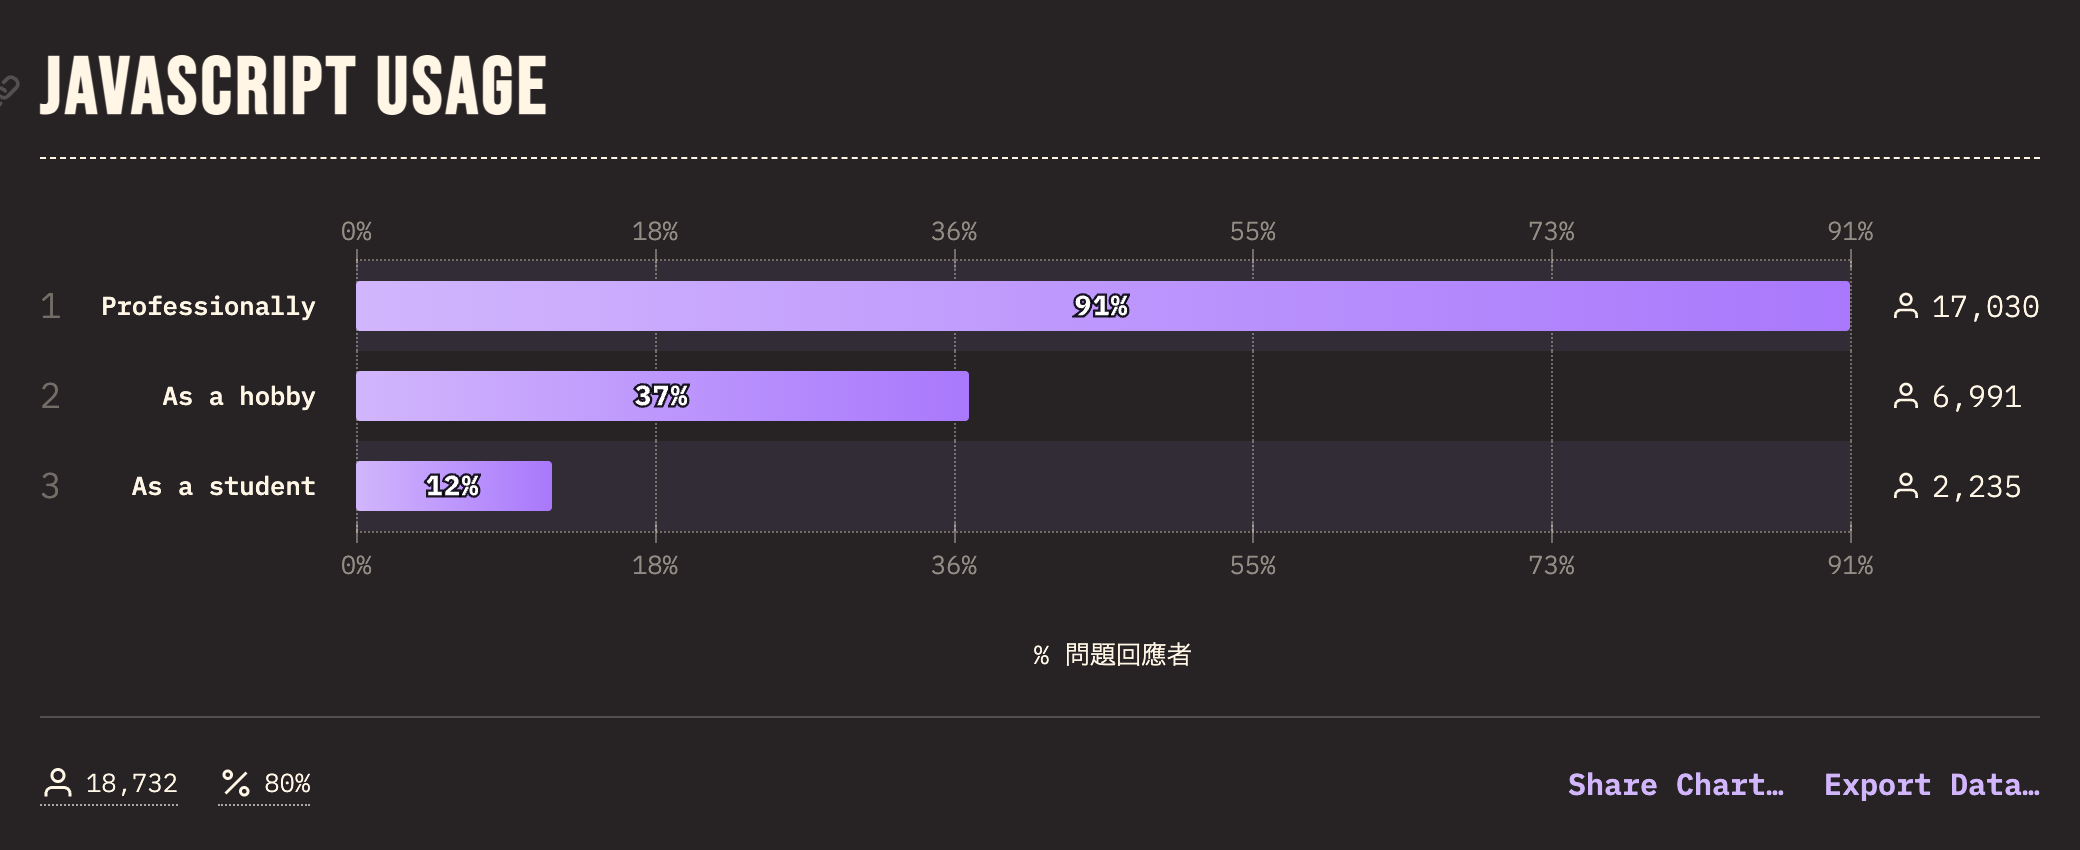 JAVASCRIPT USAGE
0% 18% 36% 55% 73% 91%
1 Professionally 91% 17,030
2 As a hobby 37% 6,991
3 As a student 12% 2,235
0% 18% 36% 55% 73% 91%
% 問題回應者
18,732 % 80% Share Chart… Export Data…